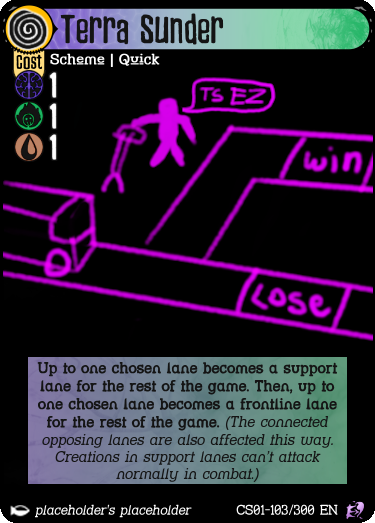 Terra Sunder
COST
Scheme | Quick
1
1
1
TS EZ
win
LOSE
Up to one chosen lane becomes a support
lane for the rest of the game. Then, up to
one chosen lane becomes a frontline lane
for the rest of the game. (The connected
opposing lanes are also affected this way.
Creations in support lanes can't attack
normally in combat.)
placeholder's placeholder
CS01-103/300 EN